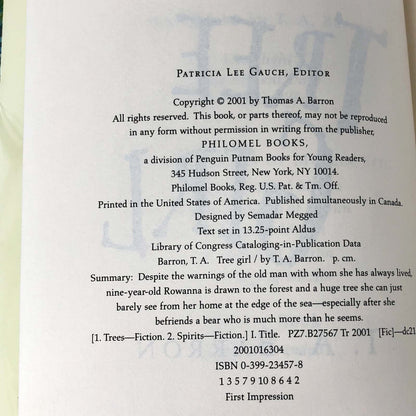 PATRICIA LEE GAUCH, EDITOR
Copyright © 2001 by Thomas A. Barron
All rights reserved. This book, or parts thereof, may not be reproduced
in any form without permission in writing from the publisher,
PHILOMEL BOOKS,
a division of Penguin Putnam Books for Young Readers,
345 Hudson Street, New York, NY 10014.
Philomel Books, Reg. U.S. Pat. & Tm. Off.
Printed in the United States of America. Published simultaneously in Canada.
Designed by Semadar Megged
Text set in 13.25-point Aldus
Library of Congress Cataloging-in-Publication Data
Barron, T. A. Tree girl / by T. A. Barron. p. cm.
Summary: Despite the warnings of the old man with whom she has always lived,
nine-year-old Rowanna is drawn to the forest and a huge tree she can just
barely see from her home at the edge of the sea—especially after she
befriends a bear who is much more than he seems.
[1. Trees—Fiction. 2. Spirits—Fiction.] I. Title. PZ7.B27567 Tr 2001 [Fic]—dc21
2001016304
ISBN 0-399-23457-8
1 3 5 7 9 10 8 6 4 2
First Impression